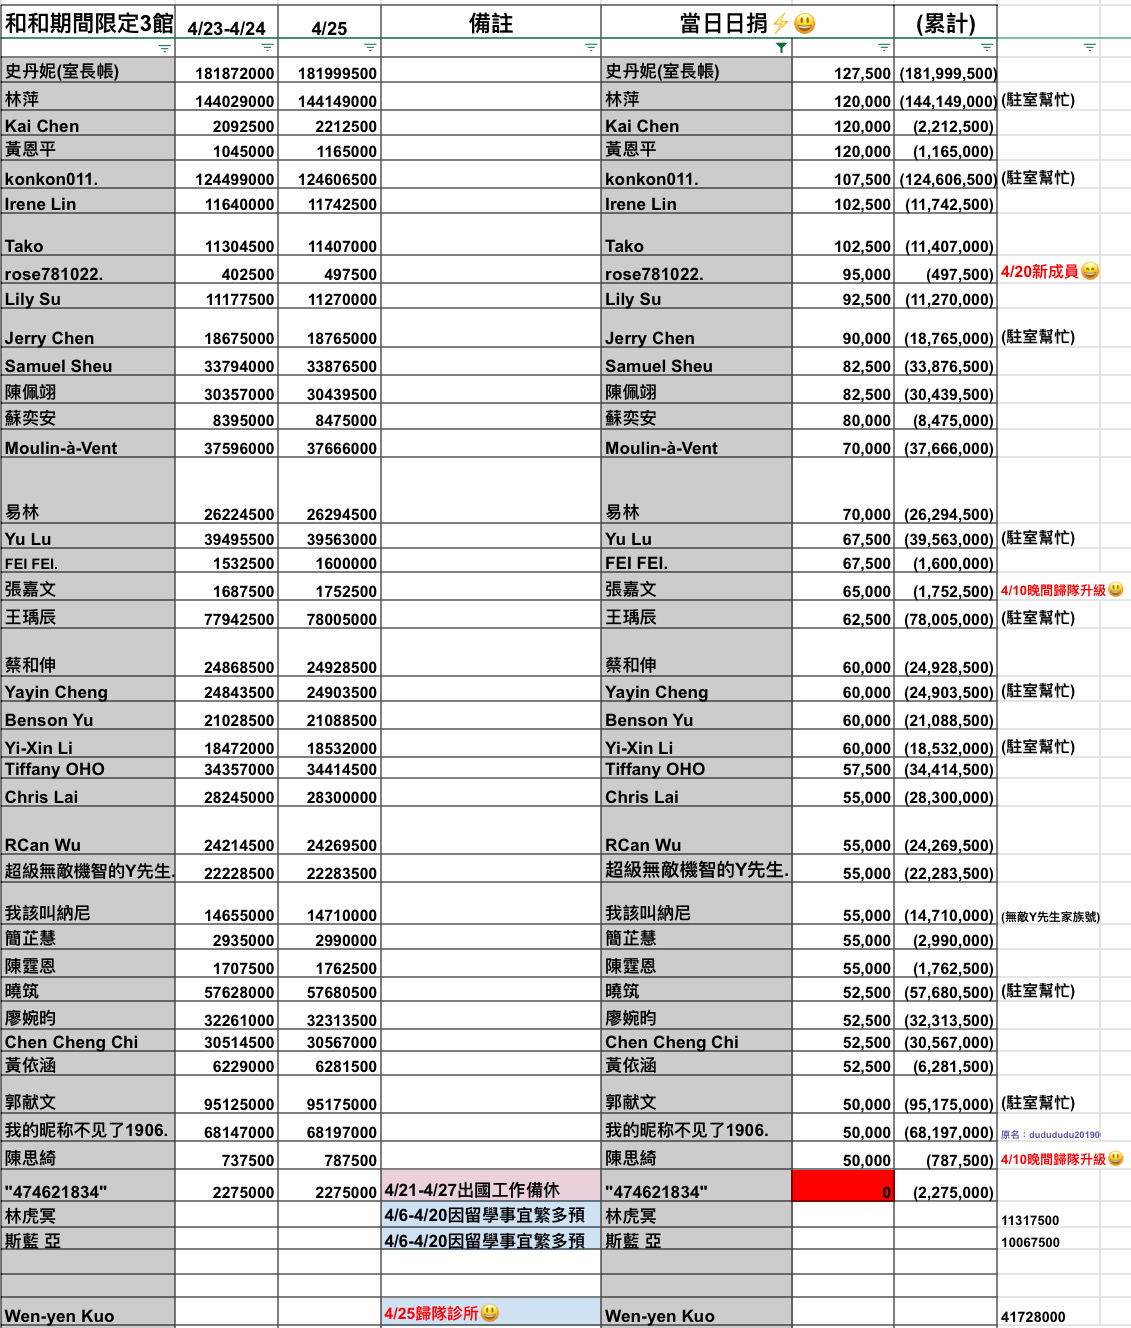 和和期間限定3館 4/23-4/24 4/25 備註 當日日捐⚡😃 (累計)
史丹妮(室長帳) 181872000 181999500 史丹妮(室長帳) 127,500 (181,999,500)
林萍 144029000 144149000 林萍 120,000 (144,149,000) (駐室幫忙)
Kai Chen 2092500 2212500 Kai Chen 120,000 (2,212,500)
黃恩平 1045000 1165000 黃恩平 120,000 (1,165,000)
konkon011. 124499000 124606500 konkon011. 107,500 (124,606,500) (駐室幫忙)
Irene Lin 11640000 11742500 Irene Lin 102,500 (11,742,500)
Tako 11304500 11407000 Tako 102,500 (11,407,000)
rose781022. 402500 497500 rose781022. 95,000 (497,500) 4/20新成員😄
Lily Su 11177500 11270000 Lily Su 92,500 (11,270,000)
Jerry Chen 18675000 18765000 Jerry Chen 90,000 (18,765,000) (駐室幫忙)
Samuel Sheu 33794000 33876500 Samuel Sheu 82,500 (33,876,500)
陳佩翊 30357000 30439500 陳佩翊 82,500 (30,439,500)
蘇奕安 8395000 8475000 蘇奕安 80,000 (8,475,000)
Moulin-à-Vent 37596000 37666000 Moulin-à-Vent 70,000 (37,666,000)
易林 26224500 26294500 易林 70,000 (26,294,500)
Yu Lu 39495500 39563000 Yu Lu 67,500 (39,563,000) (駐室幫忙)
FEI FEI. 1532500 1600000 FEI FEI. 67,500 (1,600,000)
張嘉文 1687500 1752500 張嘉文 65,000 (1,752,500) 4/10晚間歸隊升級😃
王瑀辰 77942500 78005000 王瑀辰 62,500 (78,005,000) (駐室幫忙)
蔡和伸 24868500 24928500 蔡和伸 60,000 (24,928,500)
Yayin Cheng 24843500 24903500 Yayin Cheng 60,000 (24,903,500) (駐室幫忙)
Benson Yu 21028500 21088500 Benson Yu 60,000 (21,088,500)
Yi-Xin Li 18472000 18532000 Yi-Xin Li 60,000 (18,532,000) (駐室幫忙)
Tiffany OHO 34357000 34414500 Tiffany OHO 57,500 (34,414,500)
Chris Lai 28245000 28300000 Chris Lai 55,000 (28,300,000)
RCan Wu 24214500 24269500 RCan Wu 55,000 (24,269,500)
超級無敵機智的Y先生. 22228500 22283500 超級無敵機智的Y先生. 55,000 (22,283,500)
我該叫納尼 14655000 14710000 我該叫納尼 55,000 (14,710,000) (無敵Y先生家族號)
簡芷慧 2935000 2990000 簡芷慧 55,000 (2,990,000)
陳霆恩 1707500 1762500 陳霆恩 55,000 (1,762,500)
曉筑 57628000 57680500 曉筑 52,500 (57,680,500) (駐室幫忙)
廖婉昀 32261000 32313500 廖婉昀 52,500 (32,313,500)
Chen Cheng Chi 30514500 30567000 Chen Cheng Chi 52,500 (30,567,000)
黃依涵 6229000 6281500 黃依涵 52,500 (6,281,500)
郭献文 95125000 95175000 郭献文 50,000 (95,175,000) (駐室幫忙)
我的昵称不见了1906. 68147000 68197000 我的昵称不见了1906. 50,000 (68,197,000) 原名：dudududu20190
陳思綺 737500 787500 陳思綺 50,000 (787,500) 4/10晚間歸隊升級😃
"474621834" 2275000 2275000 4/21-4/27出國工作備休 "474621834" 0 (2,275,000)
林虎冥 4/6-4/20因留學事宜繁多預 林虎冥 11317500
斯藍 亞 4/6-4/20因留學事宜繁多預 斯藍 亞 10067500
Wen-yen Kuo 4/25歸隊診所😃 Wen-yen Kuo 41728000